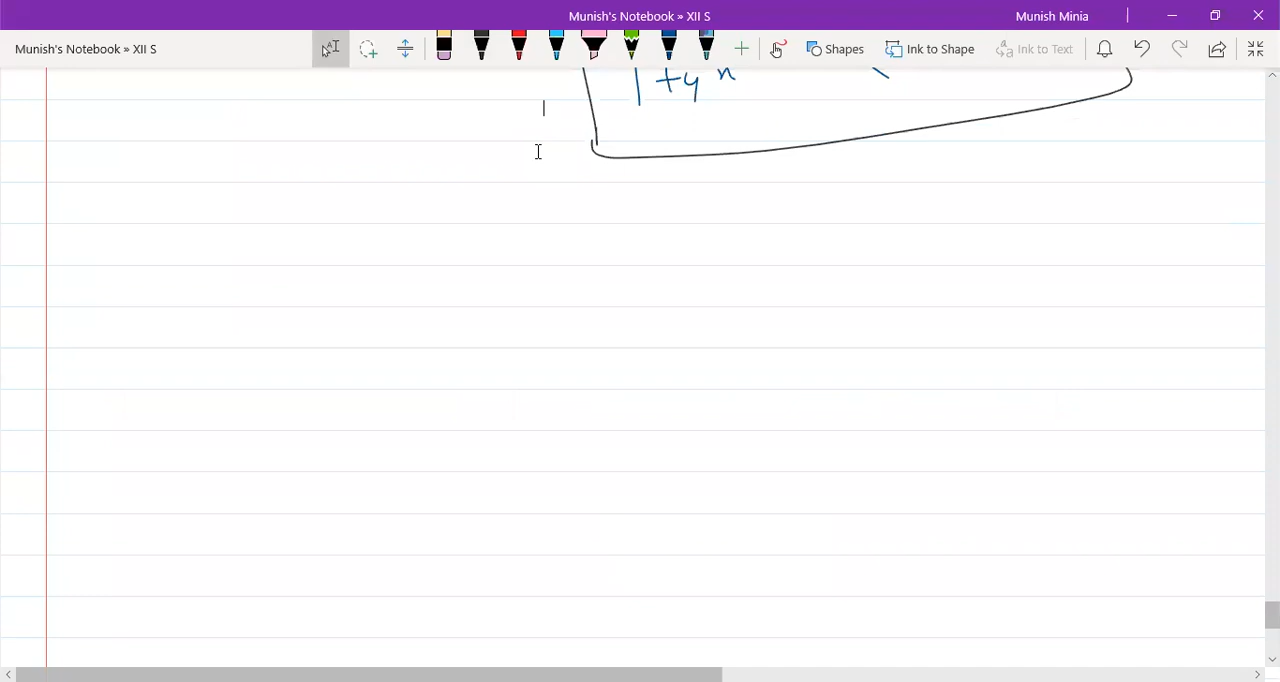 Munish's Notebook » XII S
Munish Minia
Munish's Notebook » XII S
Shapes
Ink to Shape
Ink to Text
+y x